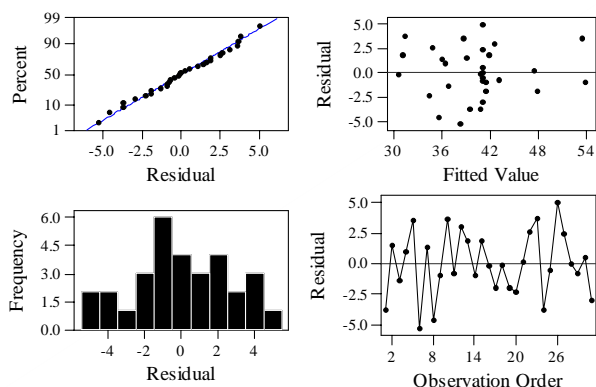 99
90
50
10
1
Percent
-5.0 -2.5 0.0 2.5 5.0
Residual
5.0
2.5
0.0
-2.5
-5.0
Residual
30 36 42 48 54
Fitted Value
6.0
4.5
3.0
1.5
0.0
Frequency
-4 -2 0 2 4
Residual
5.0
2.5
0.0
-2.5
-5.0
Residual
2 8 14 20 26
Observation Order